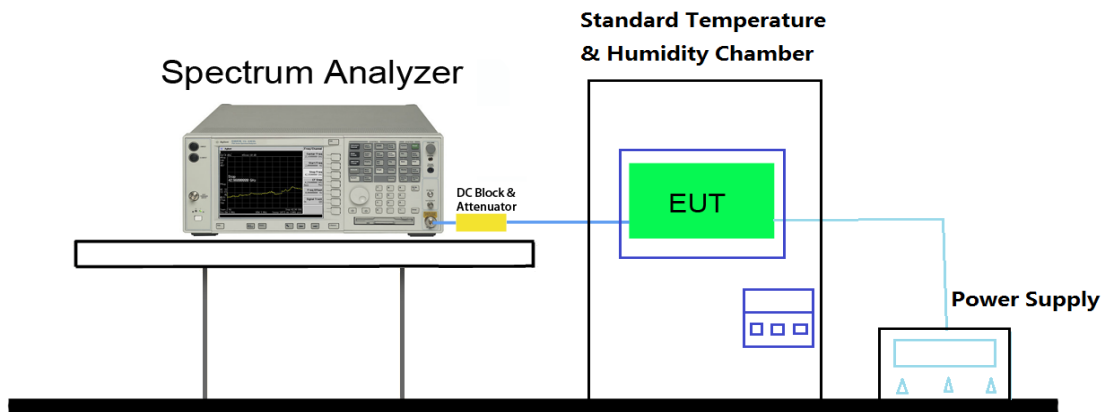 Standard Temperature
& Humidity Chamber
Spectrum Analyzer
DC Block &
Attenuator
EUT
Power Supply